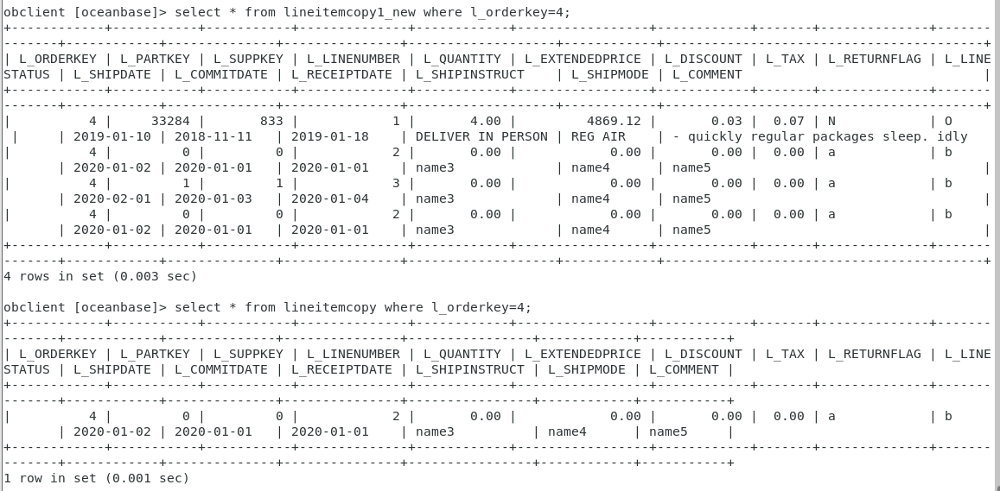 obclient [oceanbase]> select * from lineitemcopy1_new where l_orderkey=4;
+------------+-----------+-----------+--------------+------------+-----------------+------------+-------+--------------+-------
-------+------------+--------------+---------------+-------------------+------------+-----------------------------------------+
| L_ORDERKEY | L_PARTKEY | L_SUPPKEY | L_LINENUMBER | L_QUANTITY | L_EXTENDEDPRICE | L_DISCOUNT | L_TAX | L_RETURNFLAG | L_LINE
STATUS | L_SHIPDATE | L_COMMITDATE | L_RECEIPTDATE | L_SHIPINSTRUCT    | L_SHIPMODE | L_COMMENT                               |
+------------+-----------+-----------+--------------+------------+-----------------+------------+-------+--------------+-------
-------+------------+--------------+---------------+-------------------+------------+-----------------------------------------+
|          4 |     33284 |       833 |            1 |       4.00 |         4869.12 |       0.03 |  0.07 | N            | O
 |     | 2019-01-10 | 2018-11-11   | 2019-01-18    | DELIVER IN PERSON | REG AIR    | - quickly regular packages sleep. idly
|          4 |         0 |         0 |            2 |       0.00 |            0.00 |       0.00 |  0.00 | a            | b
       | 2020-01-02 | 2020-01-01   | 2020-01-01    | name3             | name4      | name5                                   |
|          4 |         1 |         1 |            3 |       0.00 |            0.00 |       0.00 |  0.00 | a            | b
       | 2020-02-01 | 2020-01-03   | 2020-01-04    | name3             | name4      | name5                                   |
|          4 |         0 |         0 |            2 |       0.00 |            0.00 |       0.00 |  0.00 | a            | b
       | 2020-01-02 | 2020-01-01   | 2020-01-01    | name3             | name4      | name5                                   |
+------------+-----------+-----------+--------------+------------+-----------------+------------+-------+--------------+-------
-------+------------+--------------+---------------+-------------------+------------+-----------------------------------------+
4 rows in set (0.003 sec)

obclient [oceanbase]> select * from lineitemcopy where l_orderkey=4;
+------------+-----------+-----------+--------------+------------+-----------------+------------+-------+--------------+-------
-------+------------+--------------+---------------+----------------+------------+-----------+
| L_ORDERKEY | L_PARTKEY | L_SUPPKEY | L_LINENUMBER | L_QUANTITY | L_EXTENDEDPRICE | L_DISCOUNT | L_TAX | L_RETURNFLAG | L_LINE
STATUS | L_SHIPDATE | L_COMMITDATE | L_RECEIPTDATE | L_SHIPINSTRUCT | L_SHIPMODE | L_COMMENT |
+------------+-----------+-----------+--------------+------------+-----------------+------------+-------+--------------+-------
-------+------------+--------------+---------------+----------------+------------+-----------+
|          4 |         0 |         0 |            2 |       0.00 |            0.00 |       0.00 |  0.00 | a            | b
       | 2020-01-02 | 2020-01-01   | 2020-01-01    | name3          | name4      | name5     |
+------------+-----------+-----------+--------------+------------+-----------------+------------+-------+--------------+-------
-------+------------+--------------+---------------+----------------+------------+-----------+
1 row in set (0.001 sec)